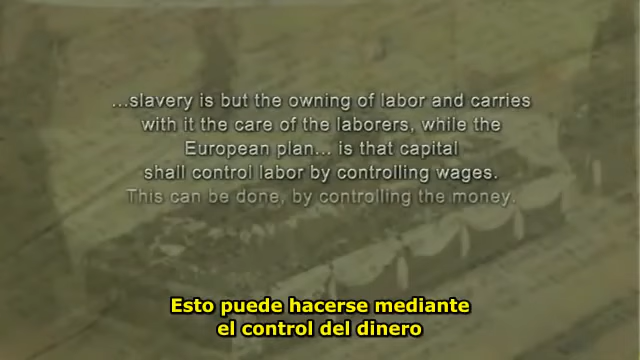 ...slavery is but the owning of labor and carries
with it the care of the laborers, while the
European plan... is that capital
shall control labor by controlling wages.
This can be done, by controlling the money.
Esto puede hacerse mediante
el control del dinero